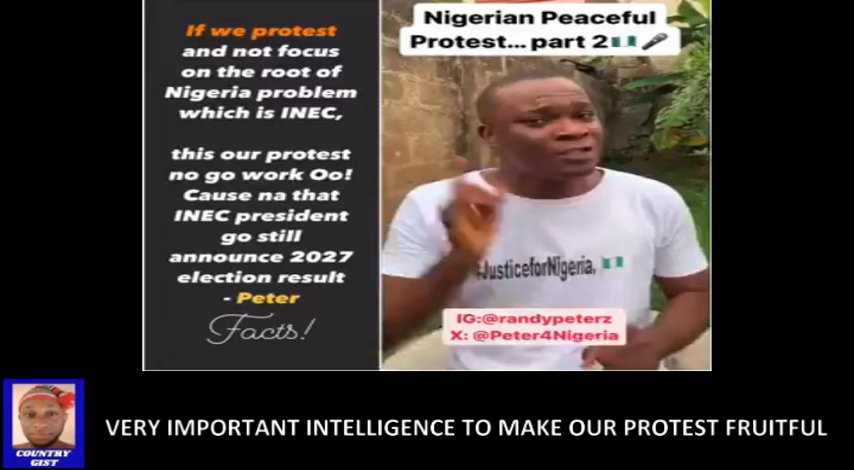 If we protest
and not focus
on the root of
Nigeria problem
which is INEC,
this our protest
no go work Oo!
Cause na that
INEC president
go still
announce 2027
election result
- Peter
Facts!
Nigerian Peaceful
Protest... part 2
#JusticeforNigeria.
IG:@randypeterz
X: @Peter4Nigeria
COUNTRY
GIST
VERY IMPORTANT INTELLIGENCE TO MAKE OUR PROTEST FRUITFUL